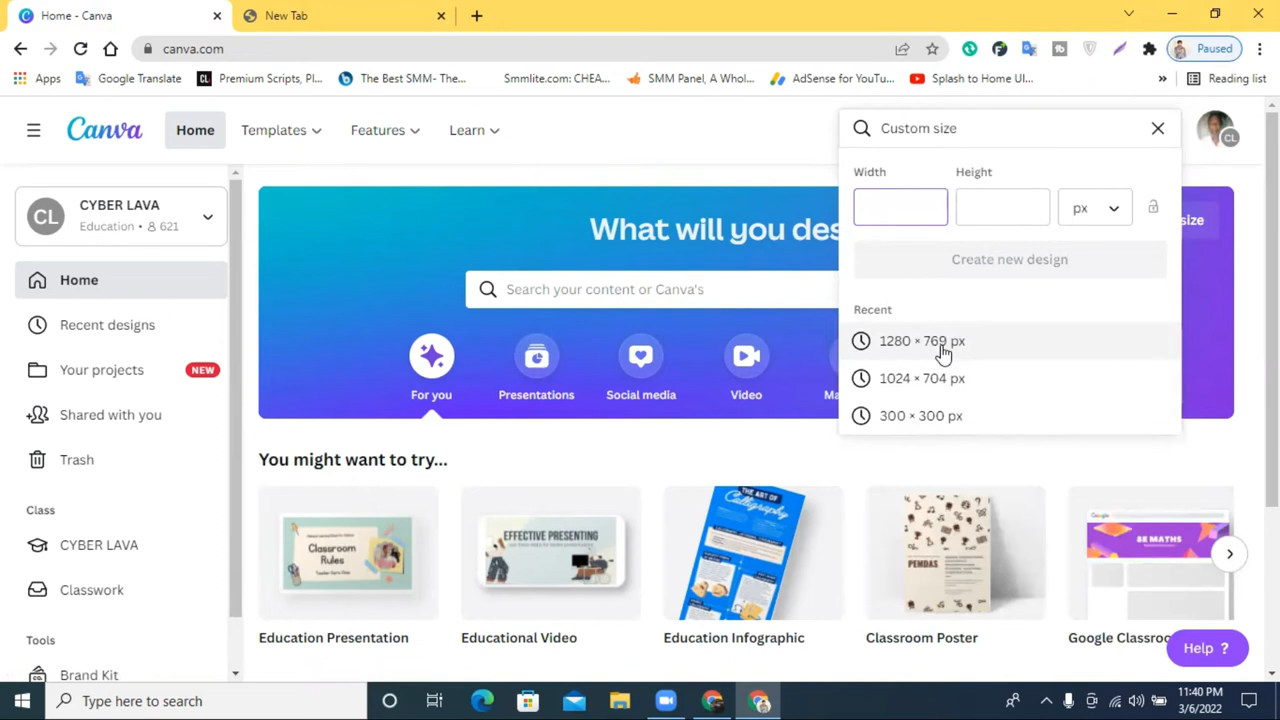 Home - Canva
New Tab
canva.com
Paused
Apps
Google Translate
Premium Scripts, Pl...
The Best SMM- The...
Smmlite.com: CHEA...
SMM Panel, A Whol...
AdSense for YouTu...
Splash to Home UI...
»
Reading list
Canva
Home
Templates
Features
Learn
Custom size
CL
CL
CYBER LAVA
Education • 621
Width
Height
px
size
What will you des
Create new design
Home
Search your content or Canva's
Recent
Recent designs
1280 × 769 px
Your projects
NEW
1024 × 704 px
For you
Presentations
Social media
Video
Ma
Shared with you
300 × 300 px
Trash
You might want to try...
Class
CYBER LAVA
Classwork
Tools
Brand Kit
Classroom
Rules
EFFECTIVE PRESENTING
THE ART OF
Calligraphy
PEMDAS
Google
8E MATHS
Education Presentation
Educational Video
Education Infographic
Classroom Poster
Google Classroo
Help ?
Type here to search
11:40 PM
3/6/2022